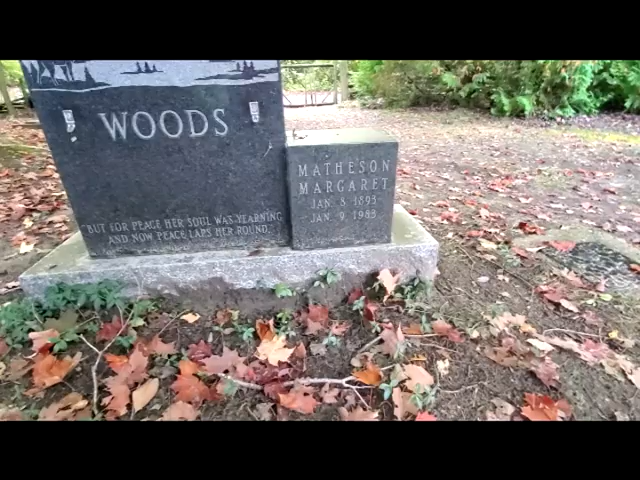 WOODS
"BUT FOR PEACE HER SOUL WAS YEARNING
AND NOW PEACE LAPS HER ROUND."
MATHESON
MARGARET
JAN. 8 1893
JAN. 9 1983